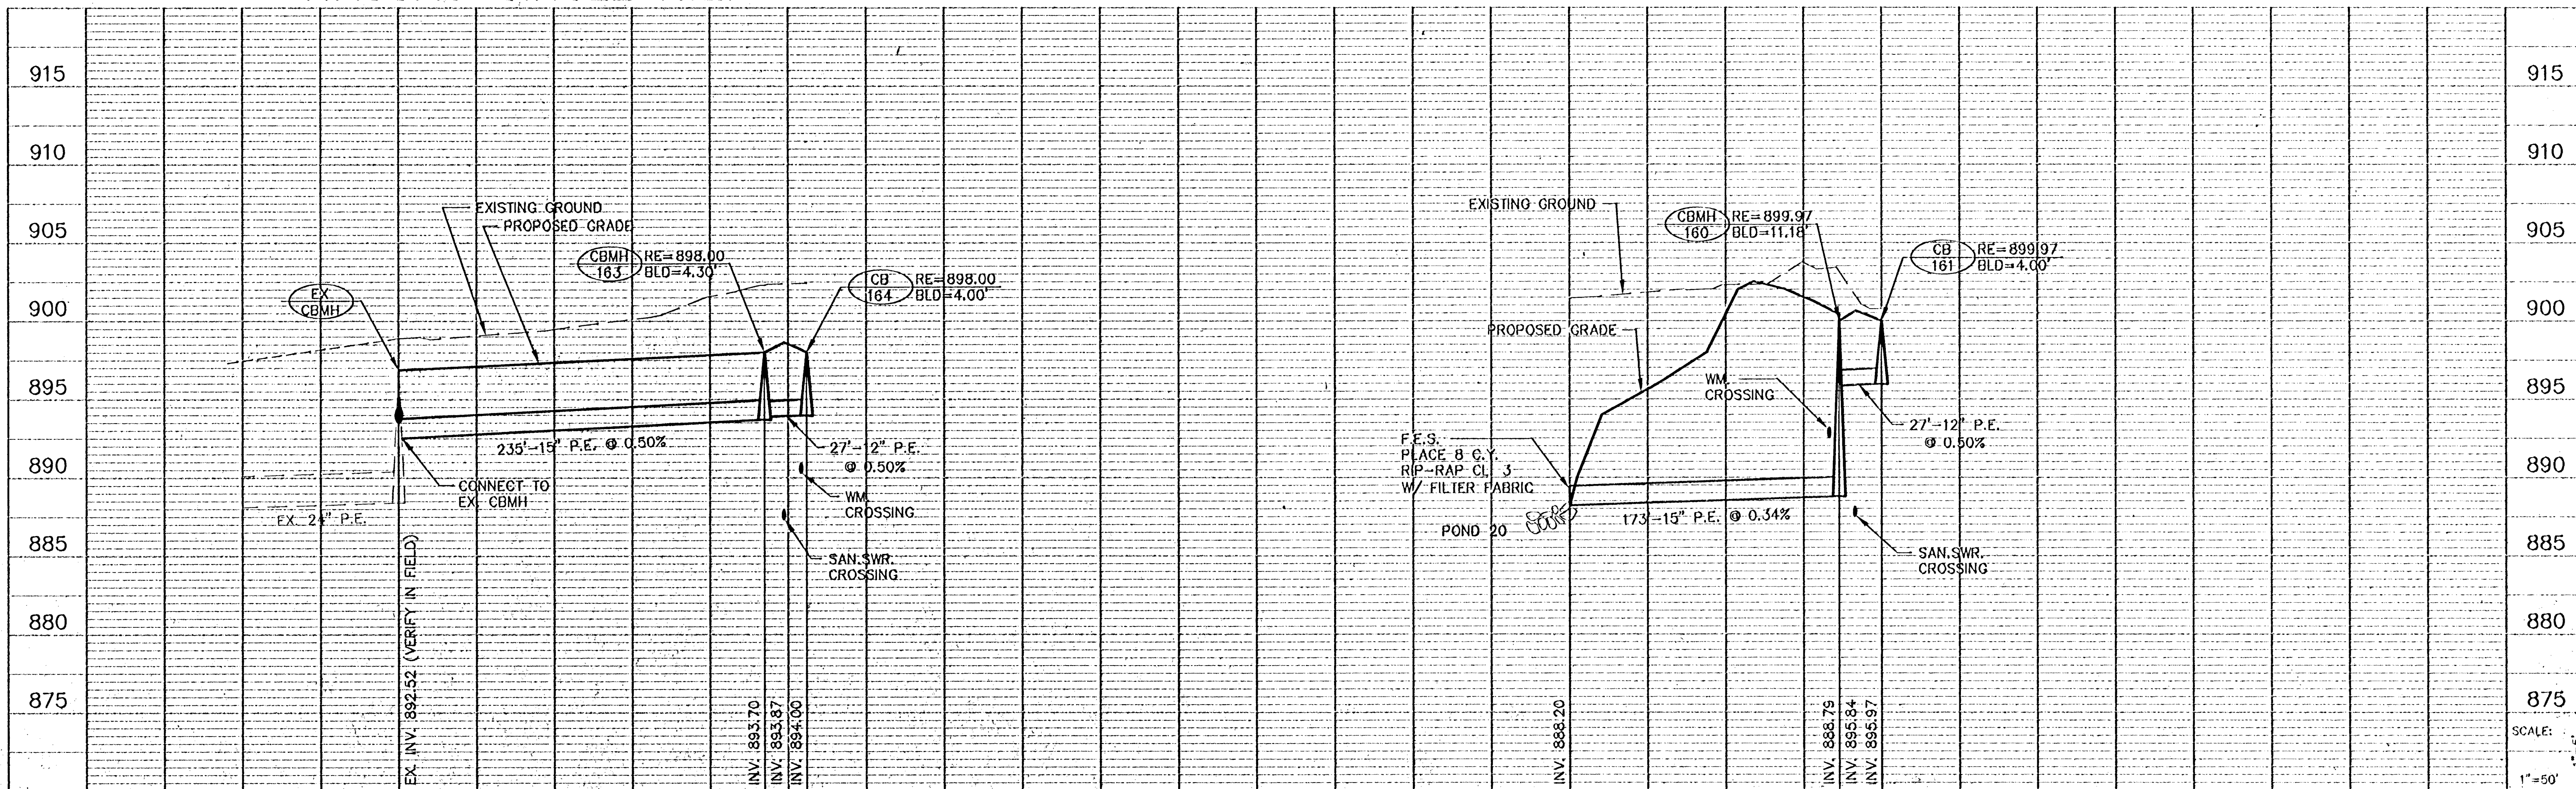 915
910
905
900
895
890
885
880
875
EXISTING GROUND
PROPOSED GRADE
CBMH
163
RE=898.00
BLD=4.30'
CB
164
RE=898.00
BLD=4.00'
EX
CBMH
235'-15" P.E. @ 0.50%
27'-12" P.E.
@ 0.50%
CONNECT TO
EX. CBMH
WM.
CROSSING
EX. 24" P.E.
SAN.SWR.
CROSSING
EX. INV. 892.52 (VERIFY IN FIELD)
INV. 893.70
INV. 893.87
INV. 894.00
EXISTING GROUND
CBMH
160
RE=899.97
BLD=11.18'
CB
161
RE=899.97
BLD=4.00'
PROPOSED GRADE
WM.
CROSSING
27'-12" P.E.
@ 0.50%
F.E.S.
PLACE 8 C.Y.
RIP-RAP CL. 3
W/ FILTER FABRIC
POND 20
173'-15" P.E. @ 0.34%
SAN.SWR.
CROSSING
INV. 888.20
INV. 888.79
INV. 895.84
INV. 895.97
915
910
905
900
895
890
885
880
875
SCALE:
1"=50'